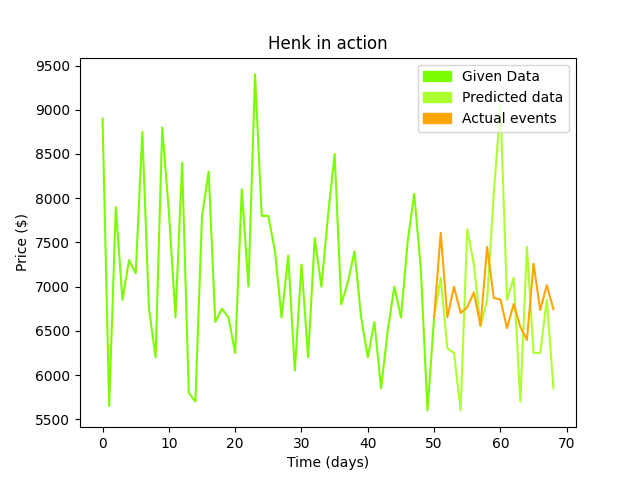 Henk in action
Given Data
Predicted data
Actual events
Price ($)
9500
9000
8500
8000
7500
7000
6500
6000
5500
0 10 20 30 40 50 60 70
Time (days)